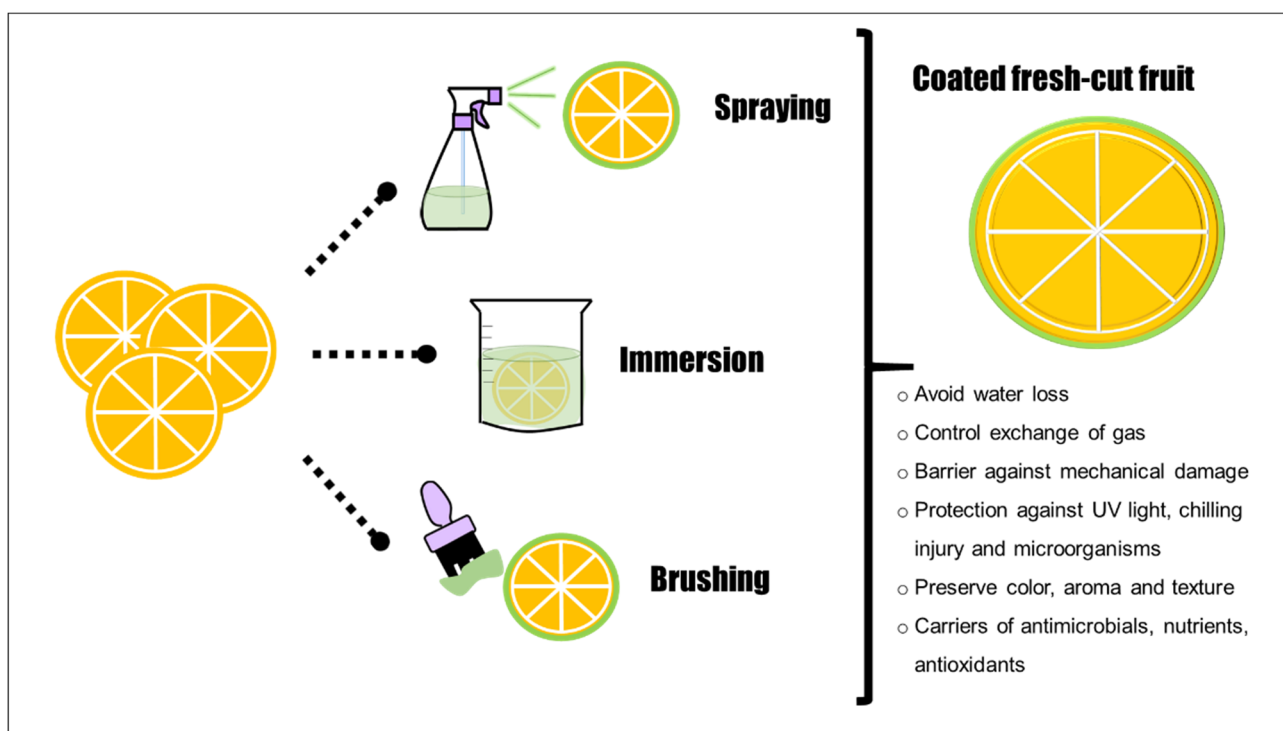 Spraying
Immersion
Brushing
Coated fresh-cut fruit
○ Avoid water loss
○ Control exchange of gas
○ Barrier against mechanical damage
○ Protection against UV light, chilling
injury and microorganisms
○ Preserve color, aroma and texture
○ Carriers of antimicrobials, nutrients,
antioxidants